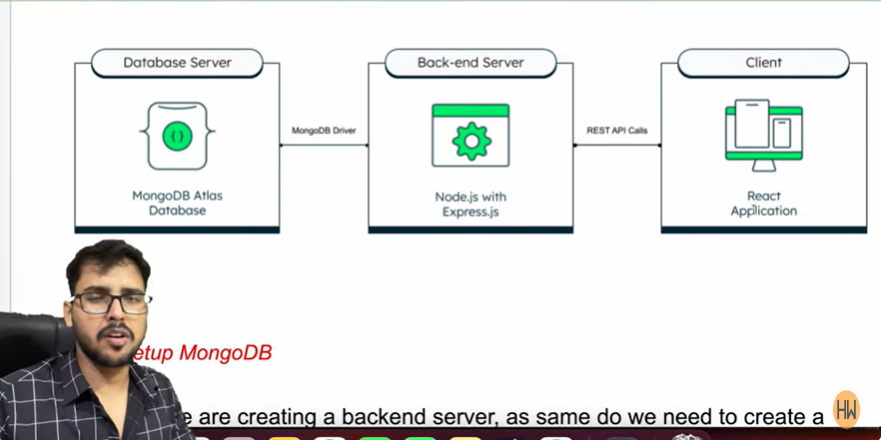 Database Server
Back-end Server
Client
MongoDB Driver
REST API Calls
MongoDB Atlas
Database
Node.js with
Express.js
React
Application
etup MongoDB
e are creating a backend server, as same do we need to create a
HW